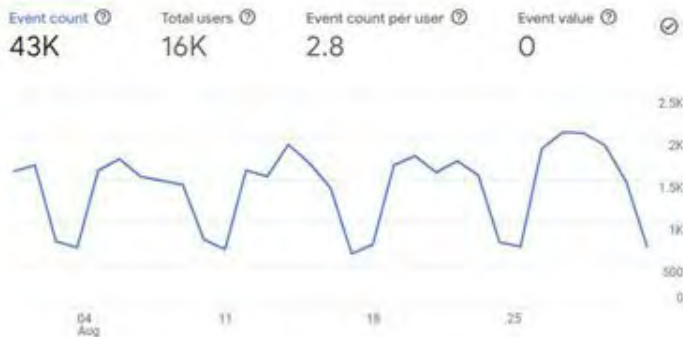 Event count
Total users
Event count per user
Event value
43K
16K
2.8
0
2.5K
2K
1.5K
1K
500
0
04
Aug
11
18
25